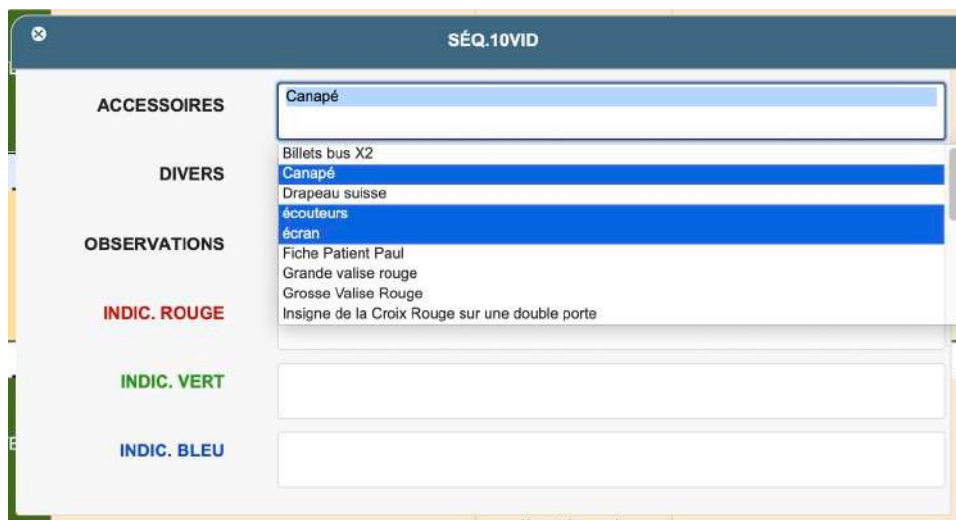 SÉQ.10VID
ACCESSOIRES
Canapé
Billets bus X2
Canapé
Drapeau suisse
écouteurs
écran
Fiche Patient Paul
Grande valise rouge
Grosse Valise Rouge
Insigne de la Croix Rouge sur une double porte
DIVERS
OBSERVATIONS
INDIC. ROUGE
INDIC. VERT
INDIC. BLEU